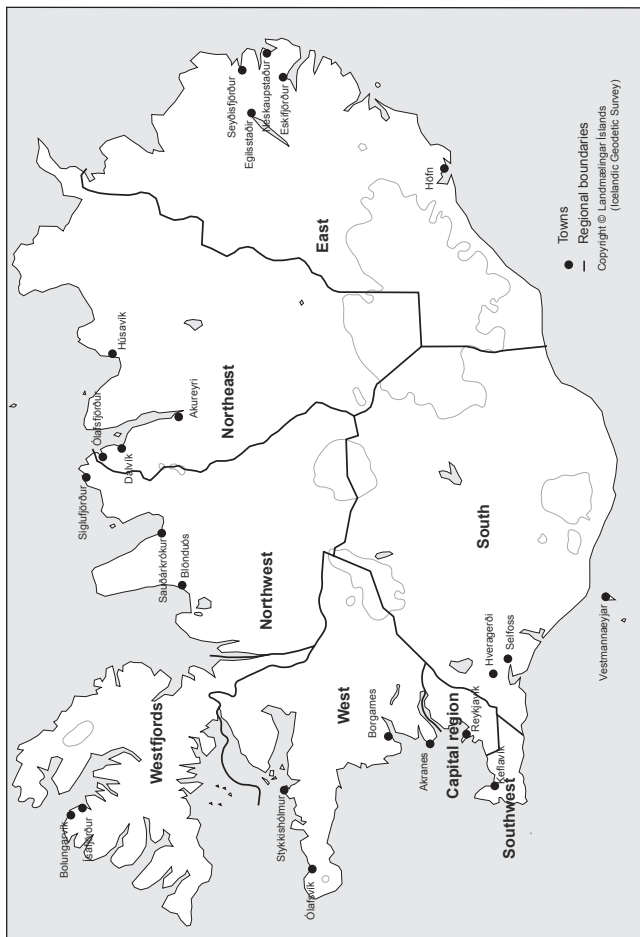 Bolungarvík
Ísafjörður
Westfjords
Siglufjörður
Ólafsfjörður
Dalvík
Húsavík
Akureyri
Northeast
Sauðárkrókur
Blönduós
Northwest
Seyðisfjörður
Neskaupstaður
Eskifjörður
Egilsstaðir
East
Höfn
Stykkishólmur
Ólafsvík
West
Borgarnes
Akranes
Capital region
Reykjavík
Keflavík
Southwest
South
Hveragerði
Selfoss
Vestmannaeyjar
Towns
Regional boundaries
Copyright © Landmælingar Íslands
(Icelandic Geodetic Survey)